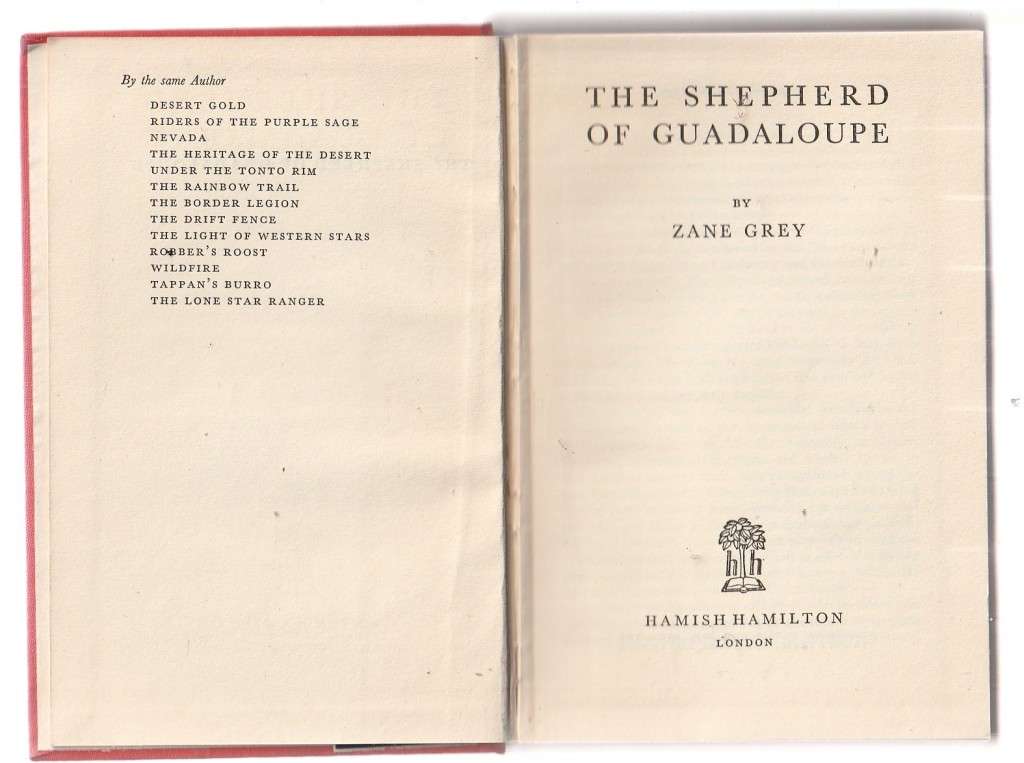 By the same Author
DESERT GOLD
RIDERS OF THE PURPLE SAGE
NEVADA
THE HERITAGE OF THE DESERT
UNDER THE TONTO RIM
THE RAINBOW TRAIL
THE BORDER LEGION
THE DRIFT FENCE
THE LIGHT OF WESTERN STARS
ROBBER'S ROOST
WILDFIRE
TAPPAN'S BURRO
THE LONE STAR RANGER
THE SHEPHERD
OF GUADALOUPE
BY
ZANE GREY
h h
HAMISH HAMILTON
LONDON